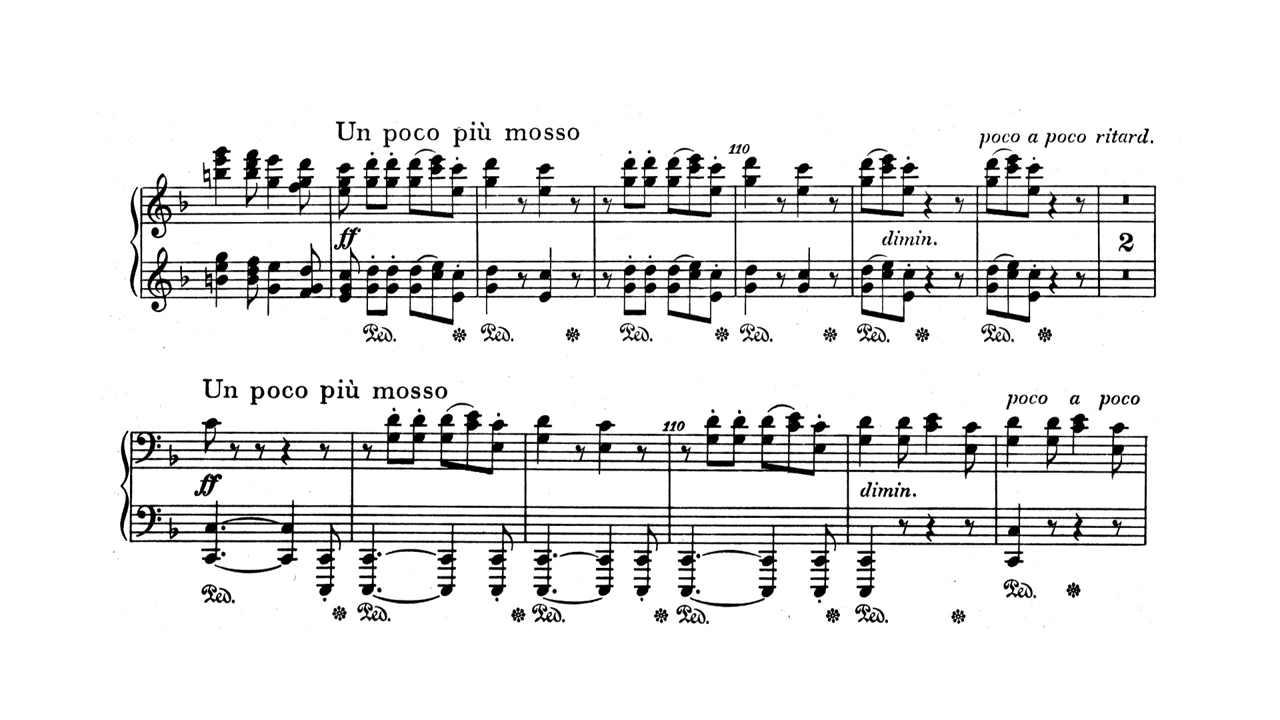 Un poco più mosso
110
poco a poco ritard.
ff
dimin.
2
Ped. Ped. Ped. Ped. Ped. Ped.
Un poco più mosso
poco a poco
110
ff
dimin.
Ped. Ped. Ped. Ped. Ped. Ped.